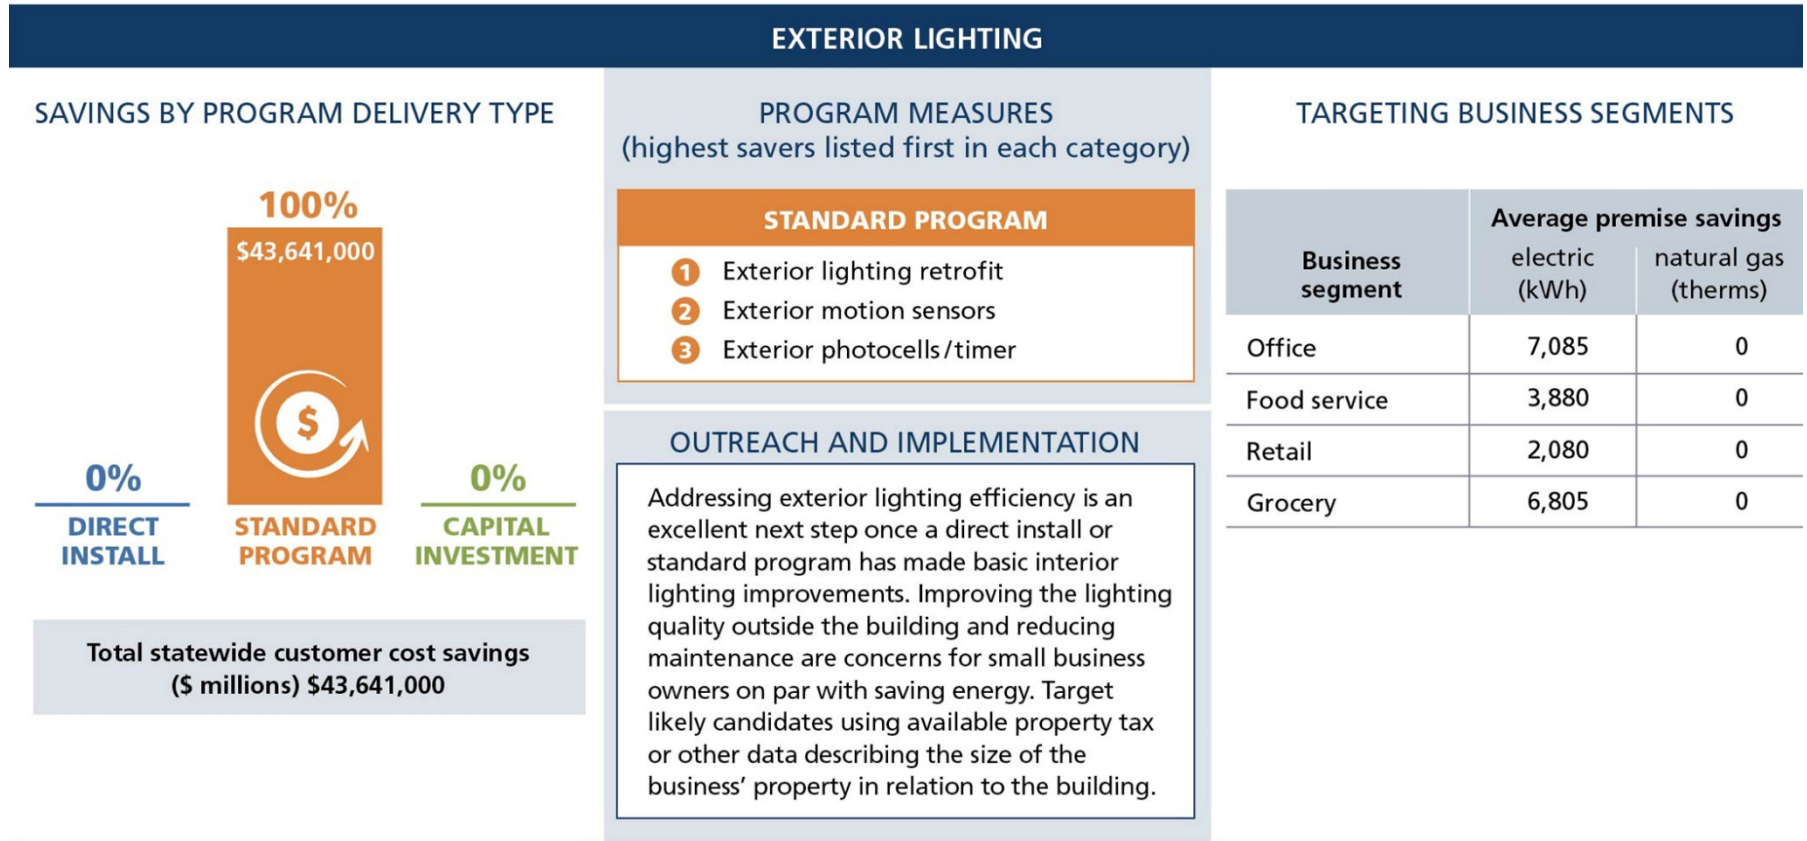 EXTERIOR LIGHTING
SAVINGS BY PROGRAM DELIVERY TYPE
100%
$43,641,000
$
0%
DIRECT
INSTALL
STANDARD
PROGRAM
0%
CAPITAL
INVESTMENT
Total statewide customer cost savings
($ millions) $43,641,000
PROGRAM MEASURES
(highest savers listed first in each category)
STANDARD PROGRAM
1 Exterior lighting retrofit
2 Exterior motion sensors
3 Exterior photocells/timer
OUTREACH AND IMPLEMENTATION
Addressing exterior lighting efficiency is an
excellent next step once a direct install or
standard program has made basic interior
lighting improvements. Improving the lighting
quality outside the building and reducing
maintenance are concerns for small business
owners on par with saving energy. Target
likely candidates using available property tax
or other data describing the size of the
business’ property in relation to the building.
TARGETING BUSINESS SEGMENTS
Business
segment
Average premise savings
electric
(kWh)
natural gas
(therms)
Office 7,085 0
Food service 3,880 0
Retail 2,080 0
Grocery 6,805 0